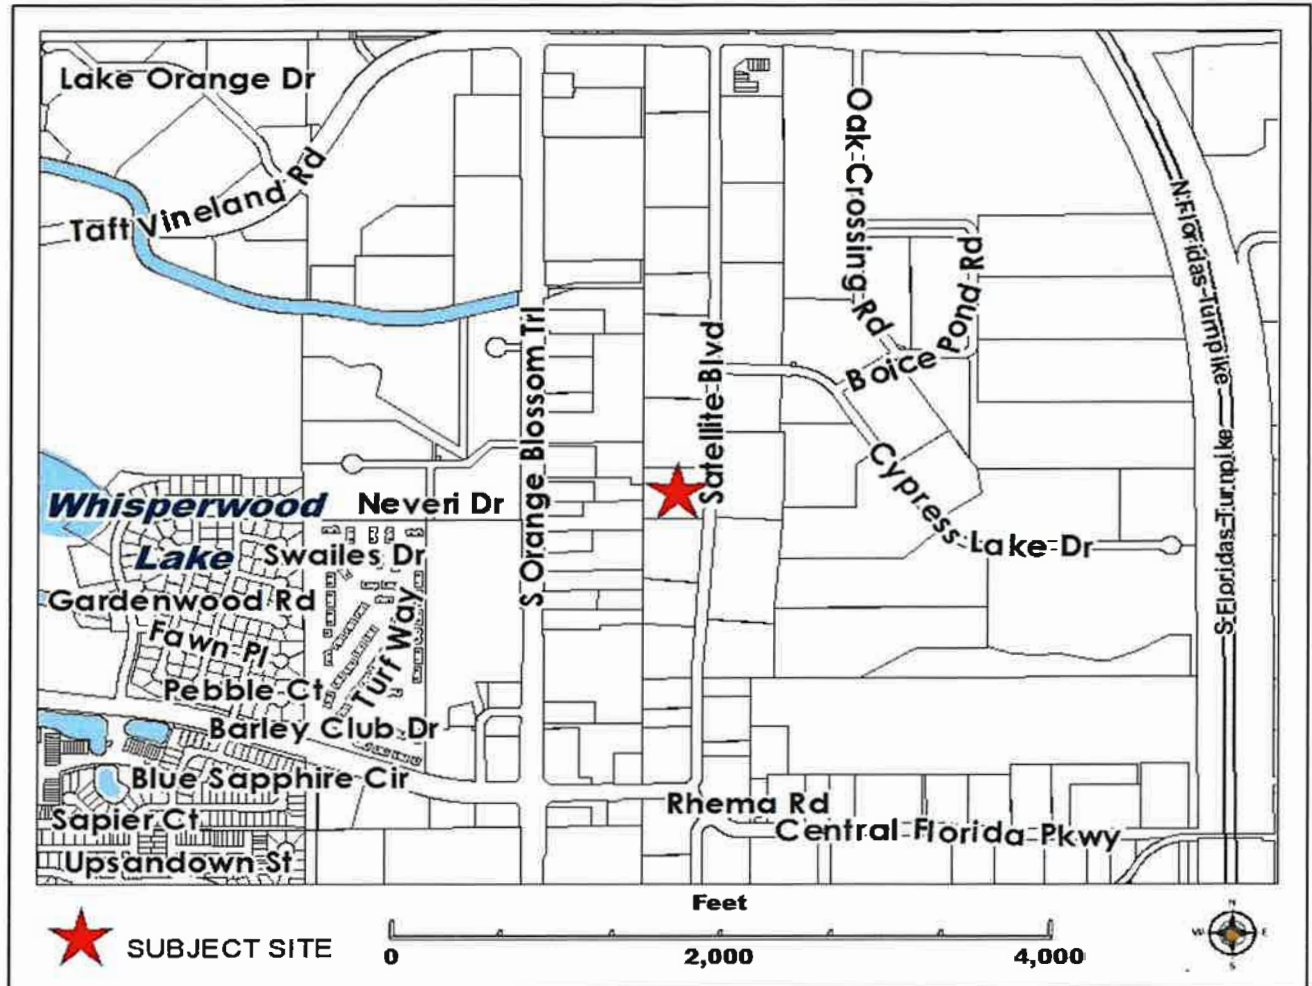 Lake Orange Dr
Taft Vineland Rd
Oak Crossing Rd
Boice Pond Rd
N Floridas Turnpike
S Orange Blossom Trl
Satellite Blvd
Cypress Lake Dr
S Floridas Turnpike
Whisperwood
Lake
Neveri Dr
Swailes Dr
Gardenwood Rd
Fawn Pl
Turf Way
Pebble Ct
Barley Club Dr
Blue Sapphire Cir
Sapier Ct
Upsandown St
Rhema Rd
Central Florida Pkwy
SUBJECT SITE
Feet
0 2,000 4,000
N
W E
S